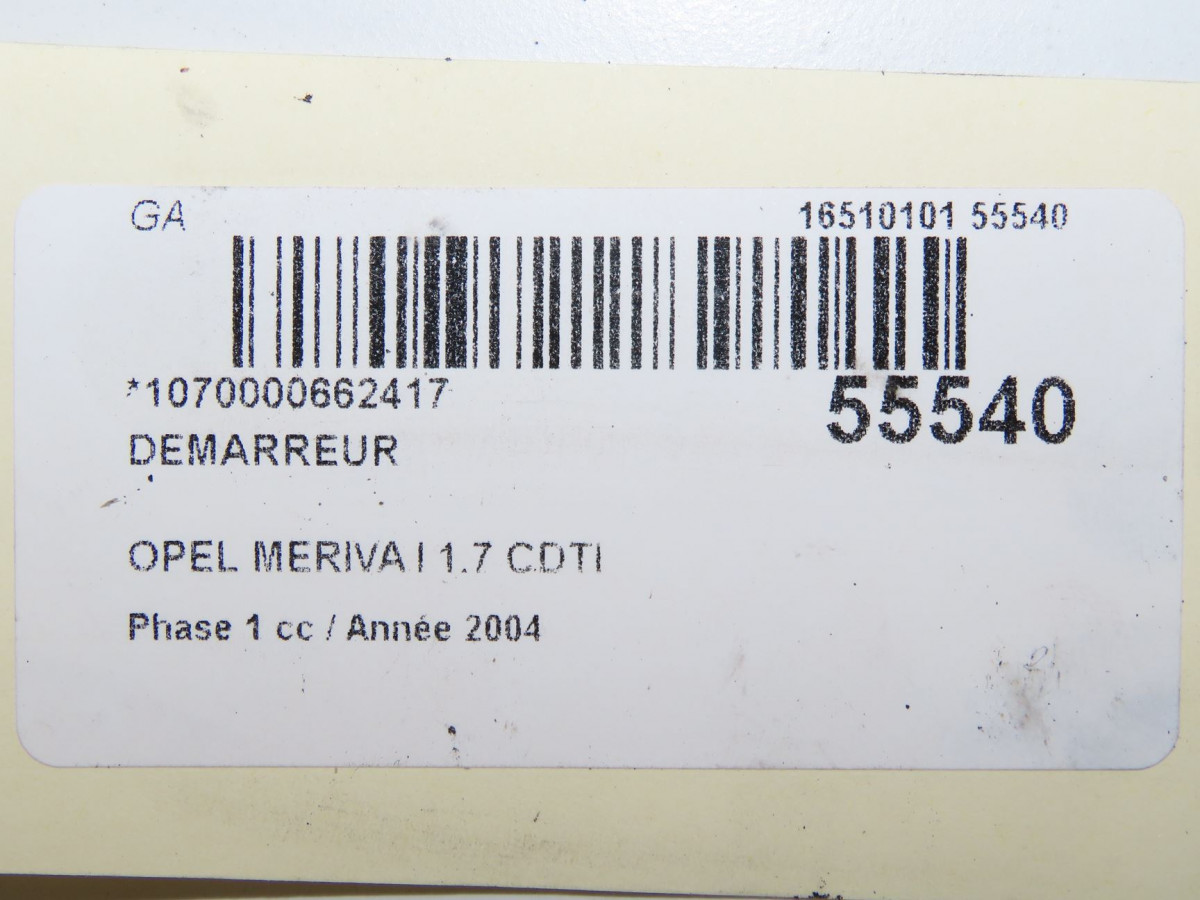 GA
16510101 55540
*1070000662417
55540
DEMARREUR
OPEL MERIVA I 1.7 CDTI
Phase 1 cc / Année 2004